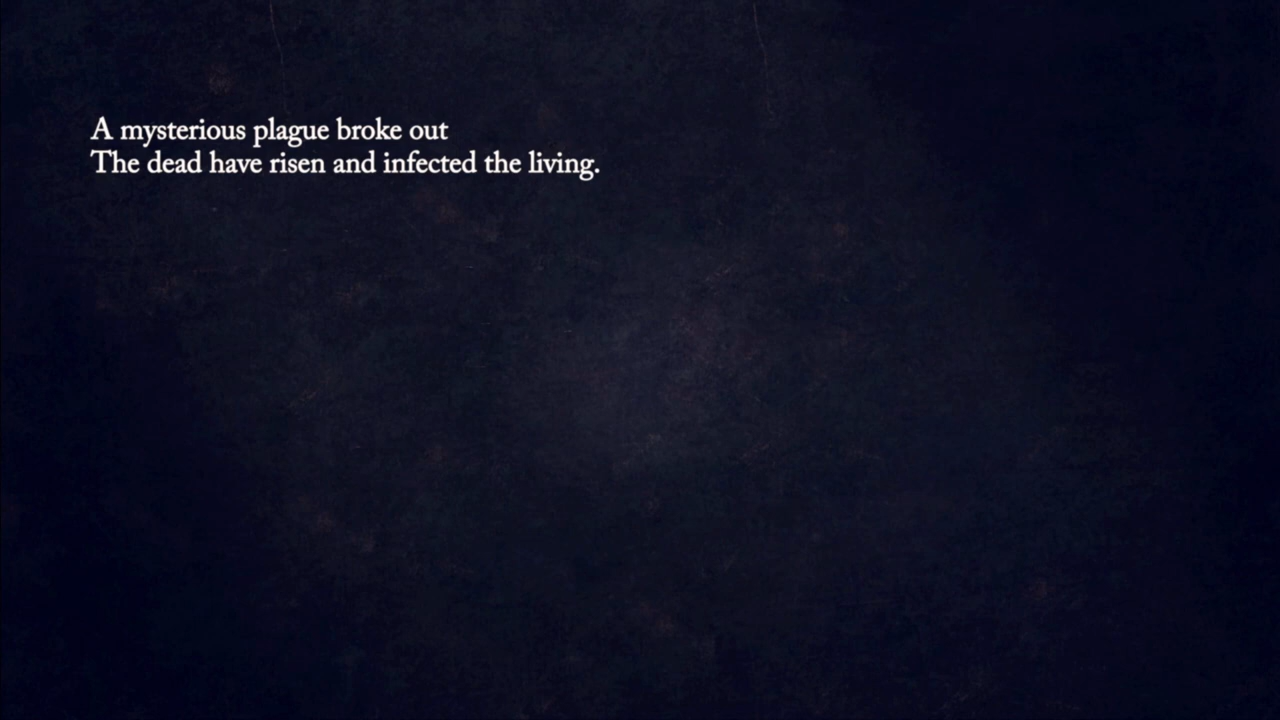 A mysterious plague broke out
The dead have risen and infected the living.